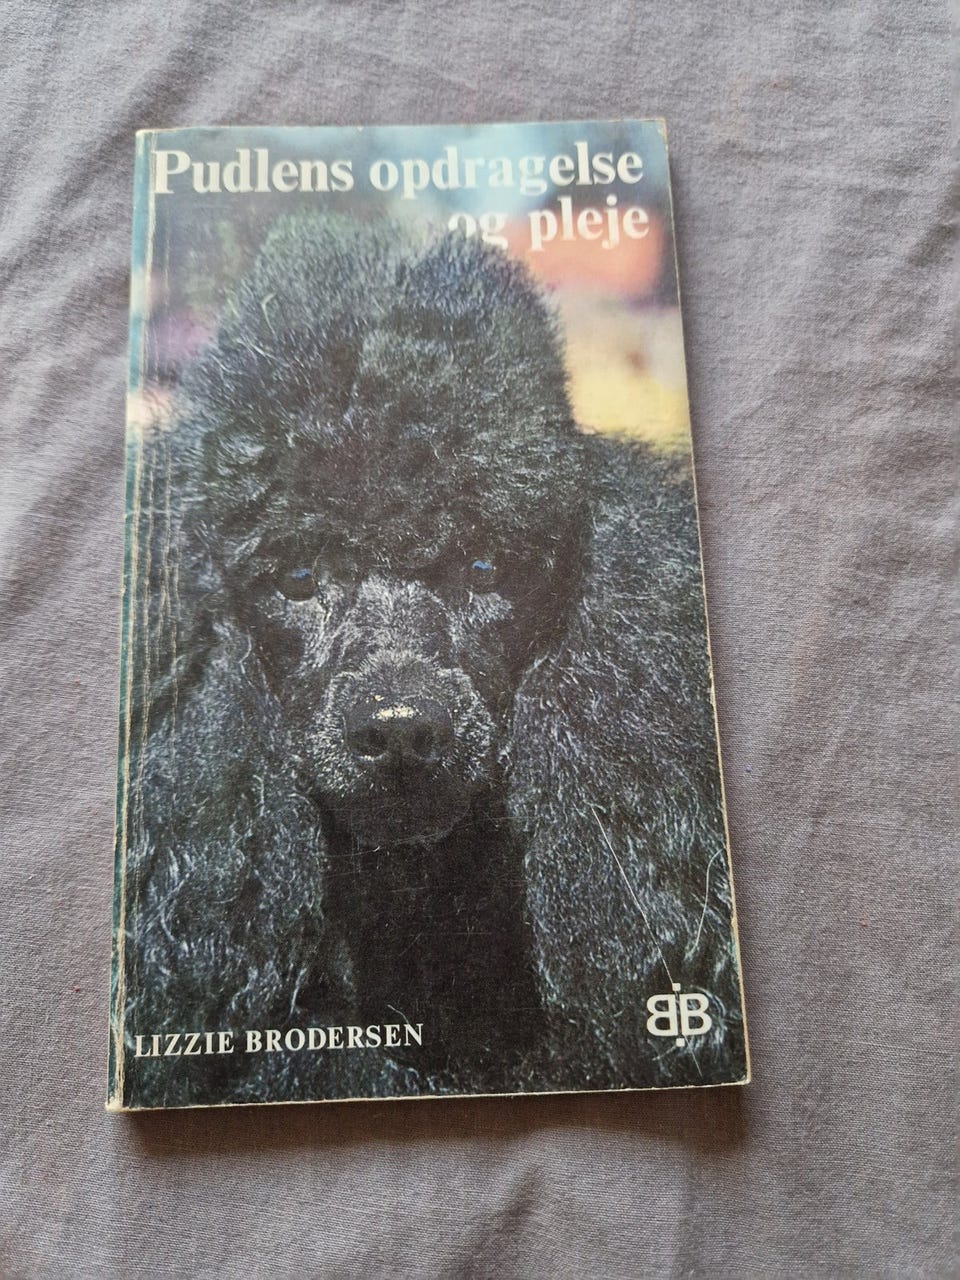 Pudlens opdragelse
og pleje
LIZZIE BRODERSEN
BB